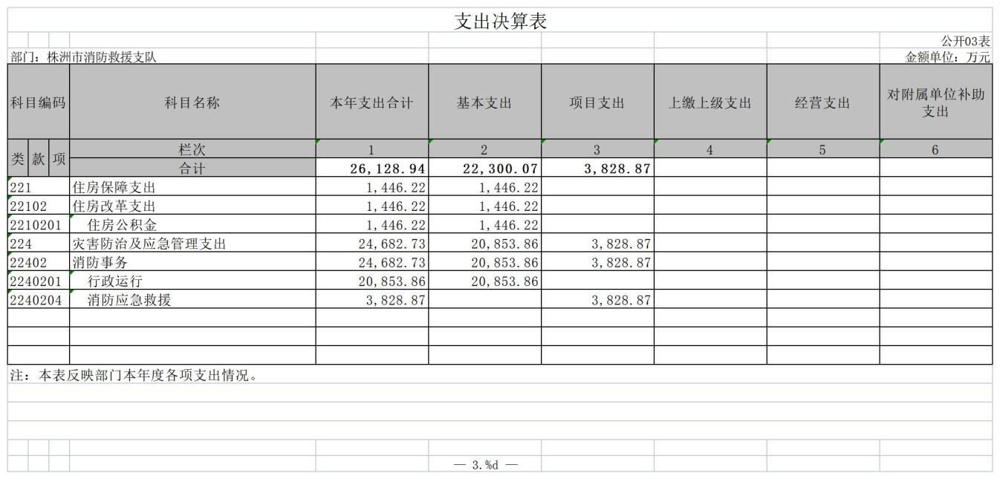 支出决算表
公开03表
部门：株洲市消防救援支队 金额单位：万元
科目编码 科目名称 本年支出合计 基本支出 项目支出 上缴上级支出 经营支出 对附属单位补助支出
类 款 项 栏次 1 2 3 4 5 6
合计 26,128.94 22,300.07 3,828.87
221 住房保障支出 1,446.22 1,446.22
22102 住房改革支出 1,446.22 1,446.22
2210201 住房公积金 1,446.22 1,446.22
224 灾害防治及应急管理支出 24,682.73 20,853.86 3,828.87
22402 消防事务 24,682.73 20,853.86 3,828.87
2240201 行政运行 20,853.86 20,853.86
2240204 消防应急救援 3,828.87 3,828.87
注：本表反映部门本年度各项支出情况。
— 3.%d —